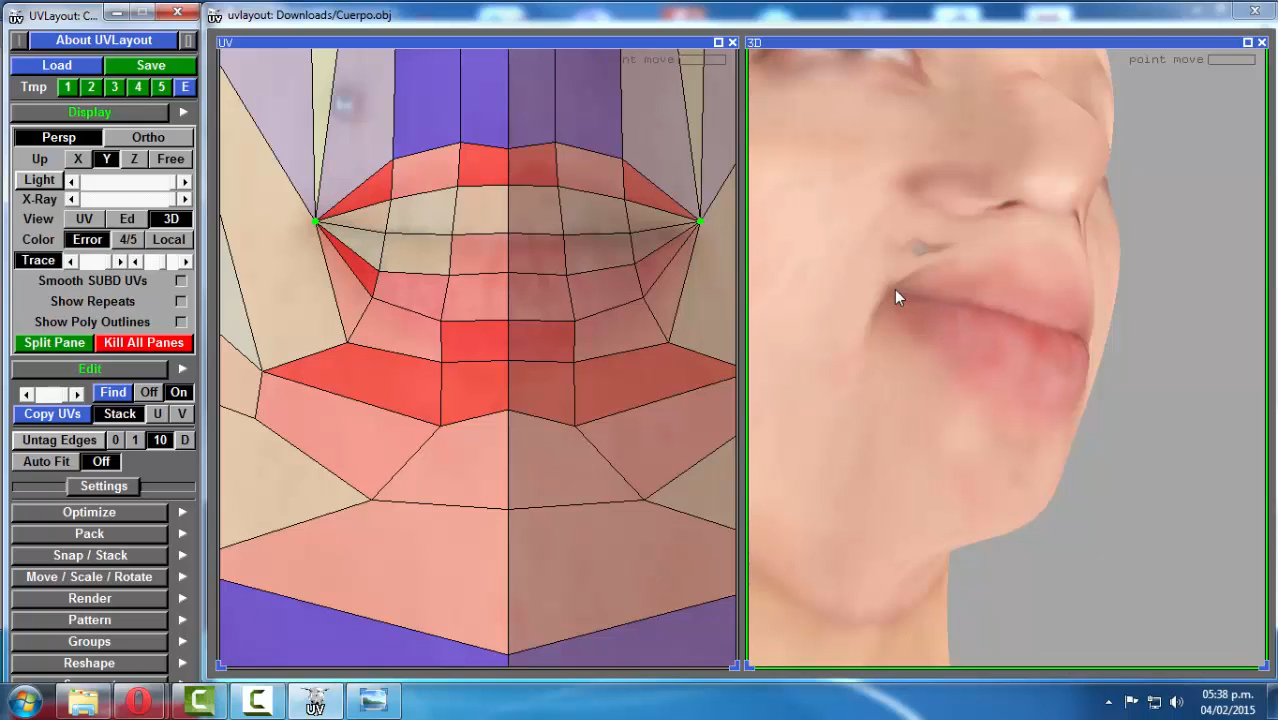 UVLayout: C...
uvlayout: Downloads/Cuerpo.obj
About UVLayout
Load Save
Tmp 1 2 3 4 5 E
Display
Persp Ortho
Up X Y Z Free
Light
X-Ray
View UV Ed 3D
Color Error 4/5 Local
Trace
Smooth SUBD UVs
Show Repeats
Show Poly Outlines
Split Pane Kill All Panes
Edit
Find Off On
Copy UVs Stack U V
Untag Edges 0 1 10 D
Auto Fit Off
Settings
Optimize
Pack
Snap / Stack
Move / Scale / Rotate
Render
Pattern
Groups
Reshape
UV
nt move
3D
point move
UV
05:38 p.m.
04/02/2015